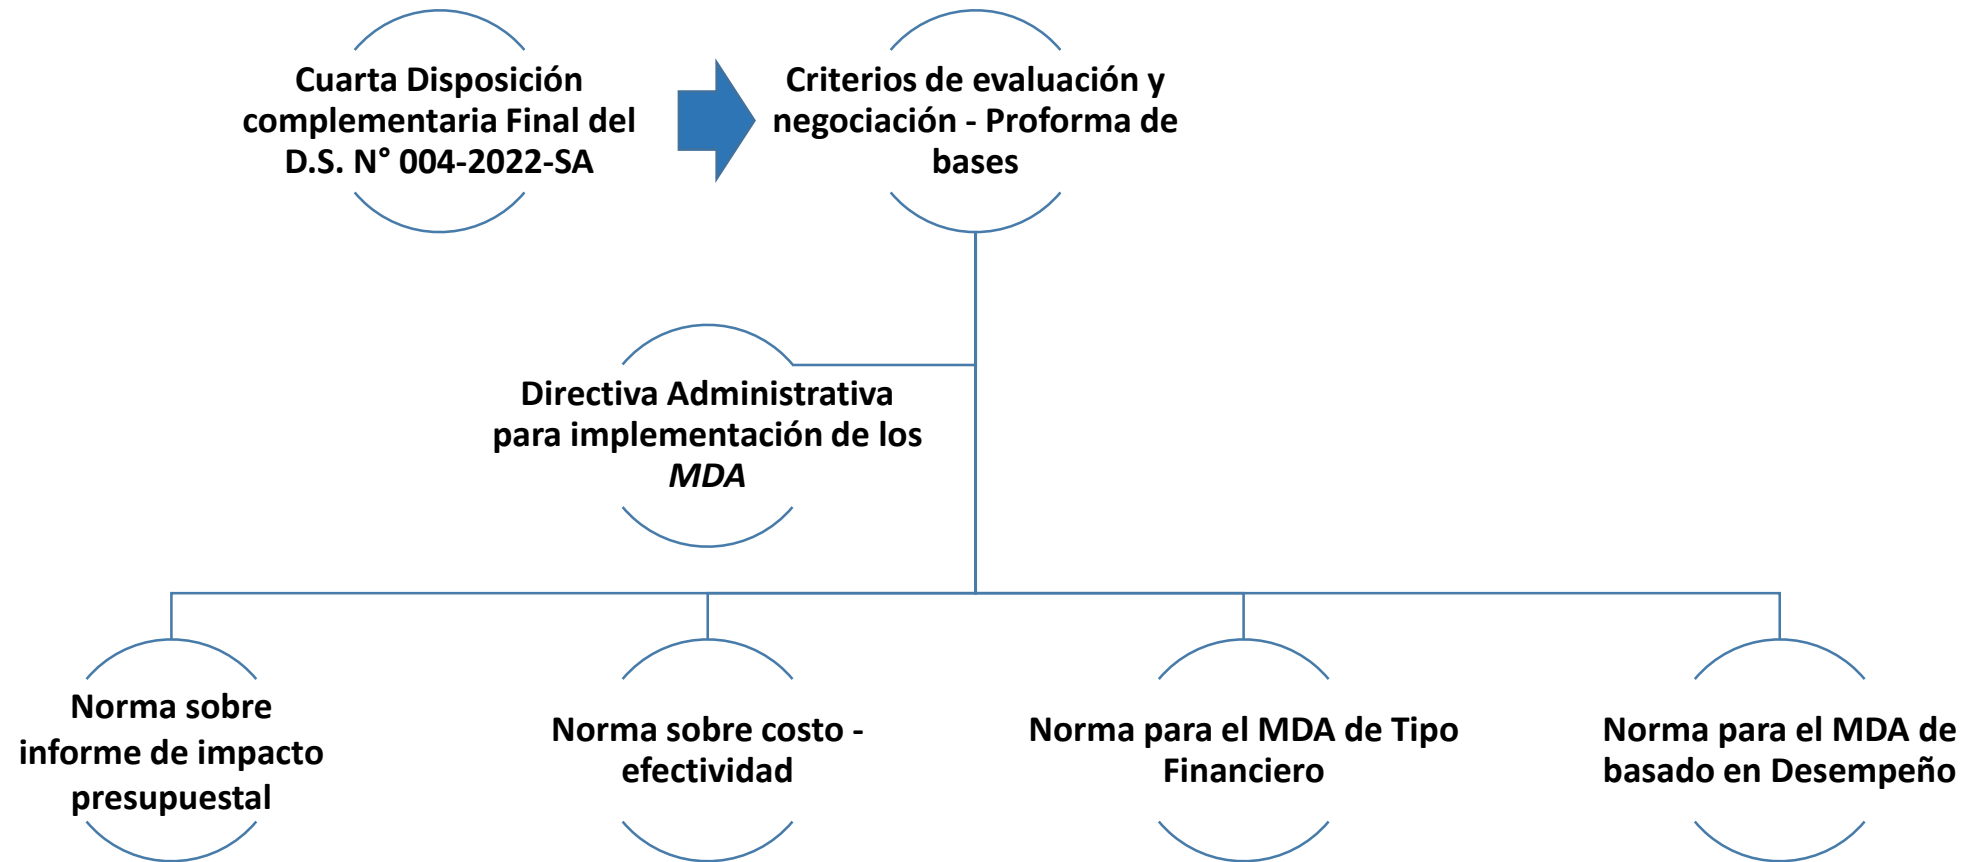 Cuarta Disposición
complementaria Final del
D.S. N° 004-2022-SA
Criterios de evaluación y
negociación - Proforma de
bases
Directiva Administrativa
para implementación de los
MDA
Norma sobre
informe de impacto
presupuestal
Norma sobre costo -
efectividad
Norma para el MDA de Tipo
Financiero
Norma para el MDA de
basado en Desempeño